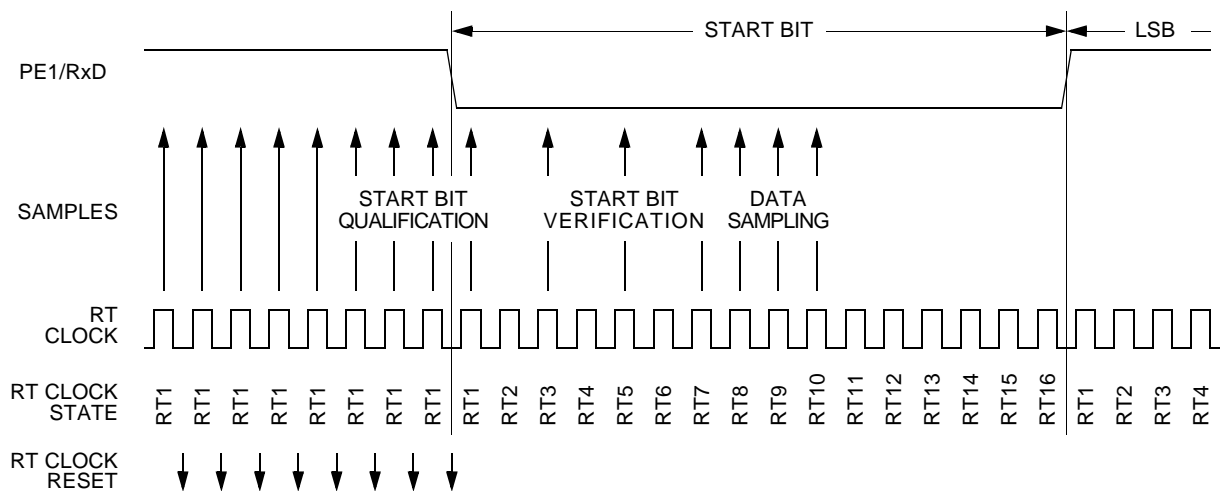 START BIT
LSB
PE1/RxD
SAMPLES
START BIT
QUALIFICATION
START BIT
VERIFICATION
DATA
SAMPLING
RT
CLOCK
RT CLOCK
STATE
RT1
RT1
RT1
RT1
RT1
RT1
RT1
RT1
RT1
RT2
RT3
RT4
RT5
RT6
RT7
RT8
RT9
RT10
RT11
RT12
RT13
RT14
RT15
RT16
RT1
RT2
RT3
RT4
RT CLOCK
RESET